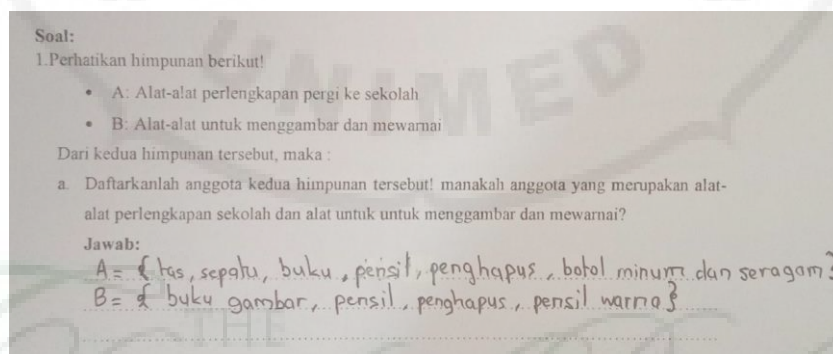 Soal:
1.Perhatikan himpunan berikut!
• A: Alat-alat perlengkapan pergi ke sekolah
• B: Alat-alat untuk menggambar dan mewarnai
Dari kedua himpunan tersebut, maka :
a. Daftarkanlah anggota kedua himpunan tersebut! manakah anggota yang merupakan alat-
alat perlengkapan sekolah dan alat untuk untuk menggambar dan mewarnai?
Jawab:
A = { tas, sepatu, buku, pensil, penghapus, botol minum dan seragam }
B = { buku gambar, pensil, penghapus, pensil warna }
UNIMED
THE